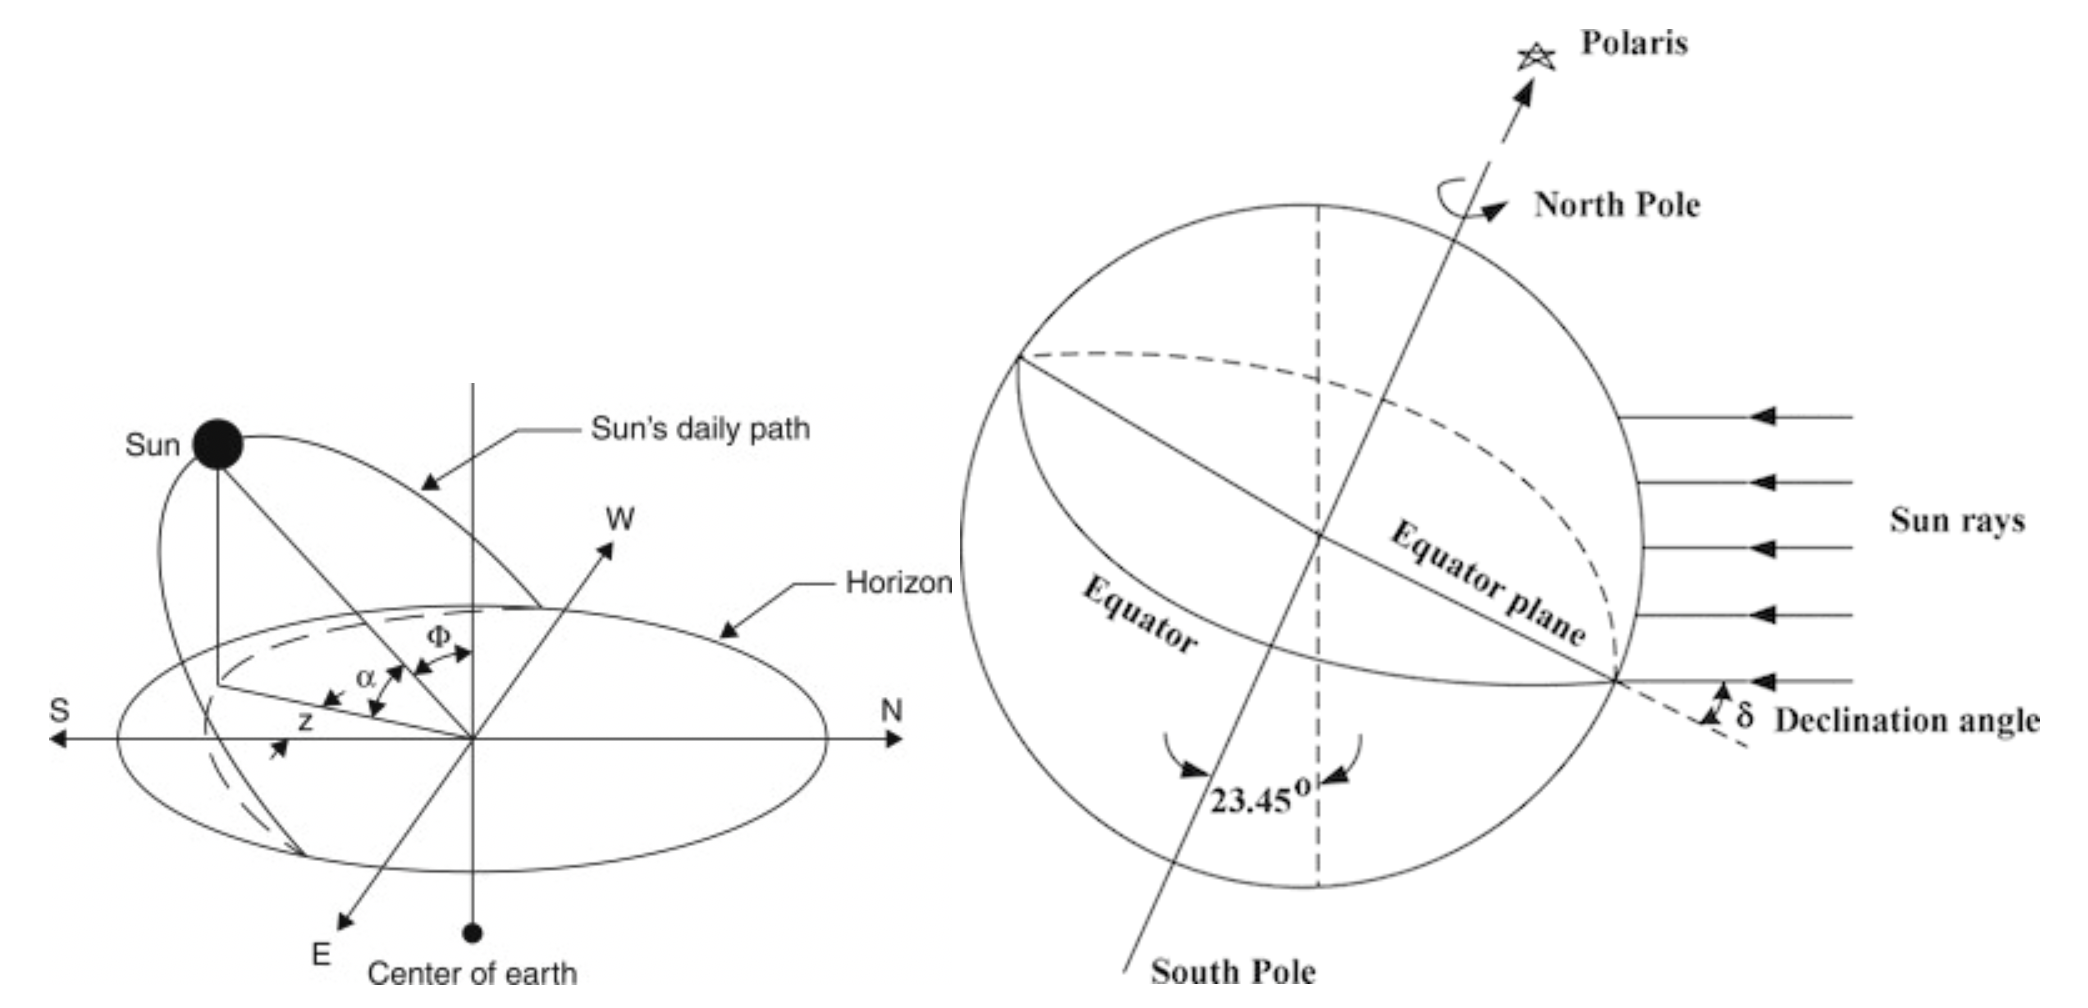 Sun
Sun's daily path
W
Horizon
Φ
α
z
S
N
E
Center of earth
Polaris
North Pole
Sun rays
Equator plane
Equator
δ
Declination angle
23.45°
South Pole